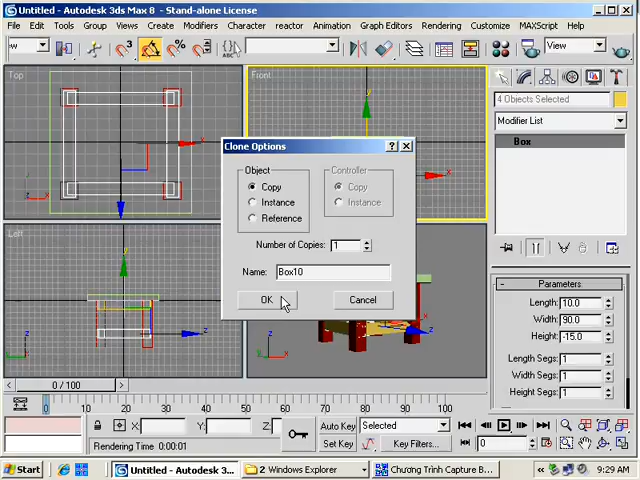 Untitled - Autodesk 3ds Max 8 - Stand-alone License
File Edit Tools Group Views Create Modifiers Character reactor Animation Graph Editors Rendering Customize MAXScript Help
View
ABC
Top
Front
Left
4 Objects Selected
Modifier List
Box
Clone Options
Object
Copy
Instance
Reference
Controller
Copy
Instance
Number of Copies: 1
Name: Box10
OK Cancel
Parameters
Length: 10.0
Width: 90.0
Height: -15.0
Length Segs: 1
Width Segs: 1
Height Segs: 1
0 / 100
0 10 20 30 40 50 60 70 80 90 100
X: Y: Z:
Auto Key Selected
Set Key Key Filters...
0
Rendering Time: 0:00:01
Start Untitled - Autodesk 3... 2 Windows Explorer Chương Trình Capture B... 9:29 AM